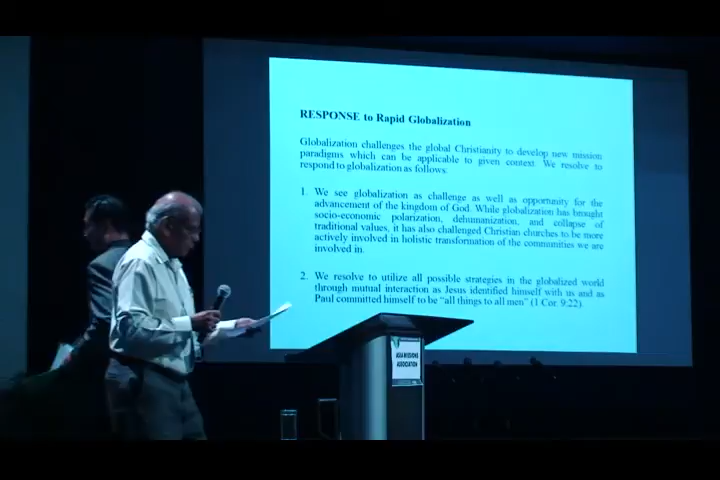 RESPONSE to Rapid Globalization
Globalization challenges the global Christianity to develop new mission
paradigms which can be applicable to given context. We resolve to
respond to globalization as follows:
1. We see globalization as challenge as well as opportunity for the
advancement of the kingdom of God. While globalization has brought
socio-economic polarization, dehumanization, and collapse of
traditional values, it has also challenged Christian churches to be more
actively involved in holistic transformation of the communities we are
involved in.
2. We resolve to utilize all possible strategies in the globalized world
through mutual interaction as Jesus identified himself with us and as
Paul committed himself to be “all things to all men” (1 Cor. 9:22).
ASIA MISSIONS
ASSOCIATION